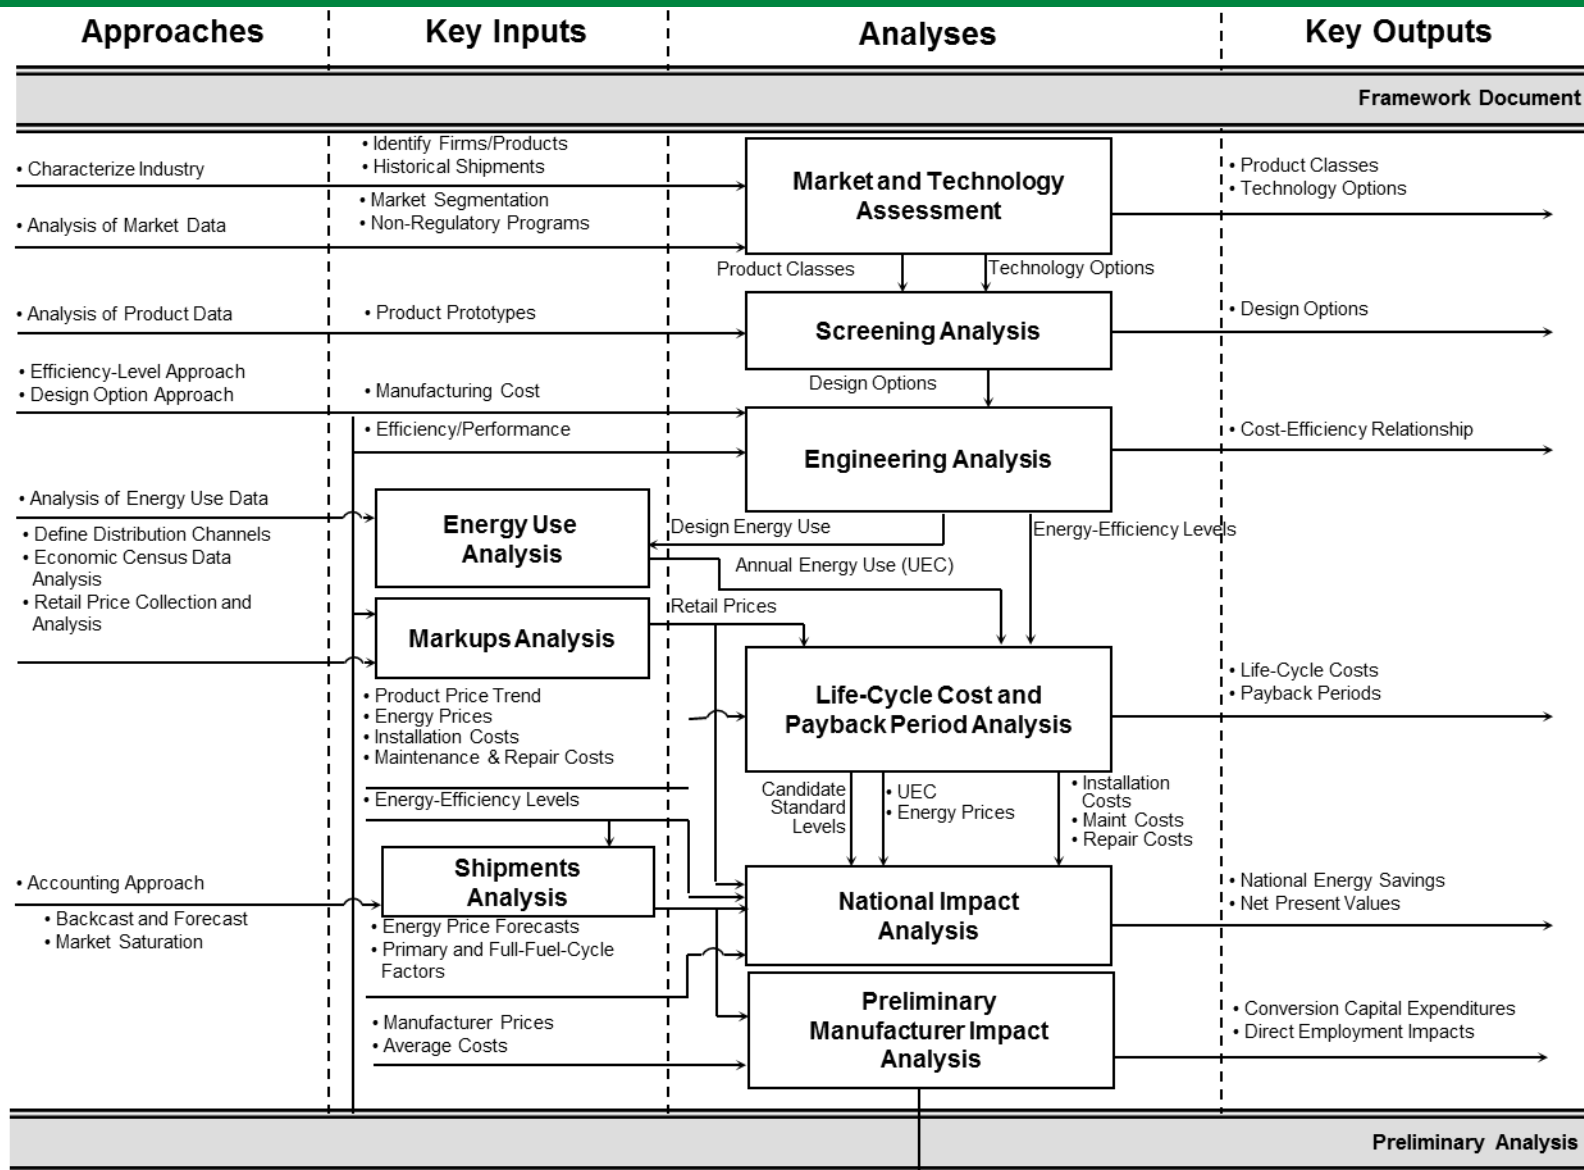 Approaches
Key Inputs
Analyses
Key Outputs
Framework Document
• Characterize Industry
• Analysis of Market Data
• Identify Firms/Products
• Historical Shipments
• Market Segmentation
• Non-Regulatory Programs
Market and Technology
Assessment
• Product Classes
• Technology Options
Product Classes
Technology Options
• Analysis of Product Data
• Product Prototypes
Screening Analysis
• Design Options
Design Options
• Efficiency-Level Approach
• Design Option Approach
• Manufacturing Cost
• Efficiency/Performance
Engineering Analysis
• Cost-Efficiency Relationship
• Analysis of Energy Use Data
Energy Use
Analysis
Design Energy Use
Energy-Efficiency Levels
Annual Energy Use (UEC)
• Define Distribution Channels
• Economic Census Data
Analysis
• Retail Price Collection and
Analysis
Markups Analysis
Retail Prices
• Product Price Trend
• Energy Prices
• Installation Costs
• Maintenance & Repair Costs
Life-Cycle Cost and
Payback Period Analysis
• Life-Cycle Costs
• Payback Periods
• Energy-Efficiency Levels
Candidate
Standard
Levels
• UEC
• Energy Prices
• Installation
Costs
• Maint Costs
• Repair Costs
• Accounting Approach
• Backcast and Forecast
• Market Saturation
Shipments
Analysis
• Energy Price Forecasts
• Primary and Full-Fuel-Cycle
Factors
National Impact
Analysis
• National Energy Savings
• Net Present Values
• Manufacturer Prices
• Average Costs
Preliminary
Manufacturer Impact
Analysis
• Conversion Capital Expenditures
• Direct Employment Impacts
Preliminary Analysis